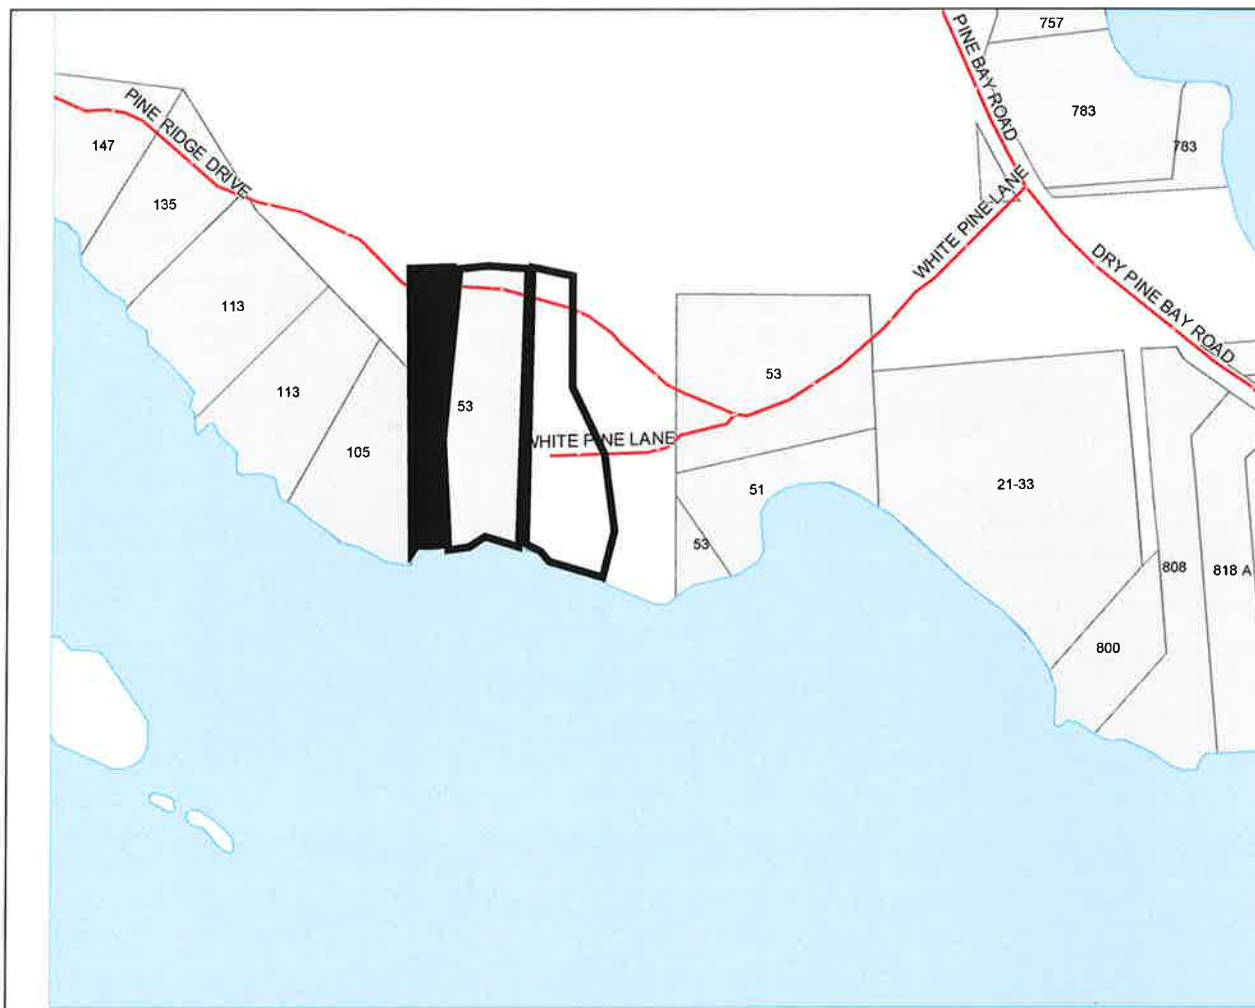 757
PINE BAY ROAD
783
783
PINE RIDGE DRIVE
147
135
WHITE PINE LANE
DRY PINE BAY ROAD
113
113
53
53
105
WHITE PINE LANE
51
21-33
53
808
818 A
800